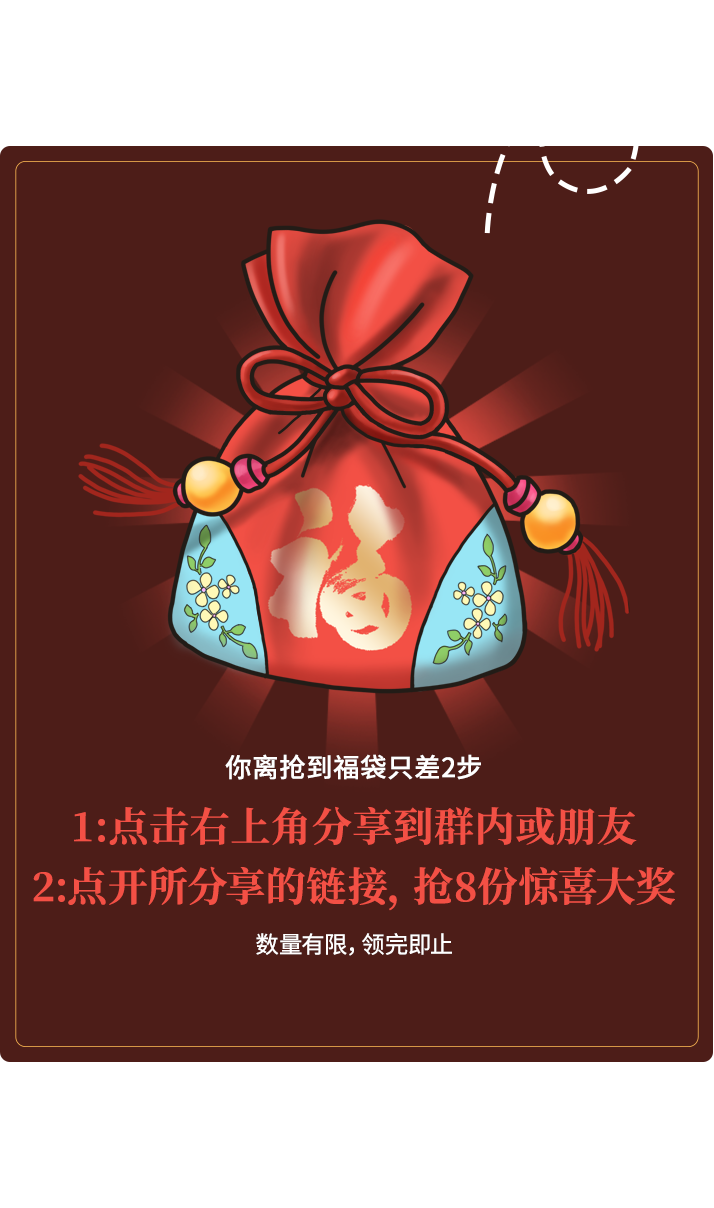 福
你离抢到福袋只差2步
1:点击右上角分享到群内或朋友
2:点开所分享的链接, 抢8份惊喜大奖
数量有限，领完即止